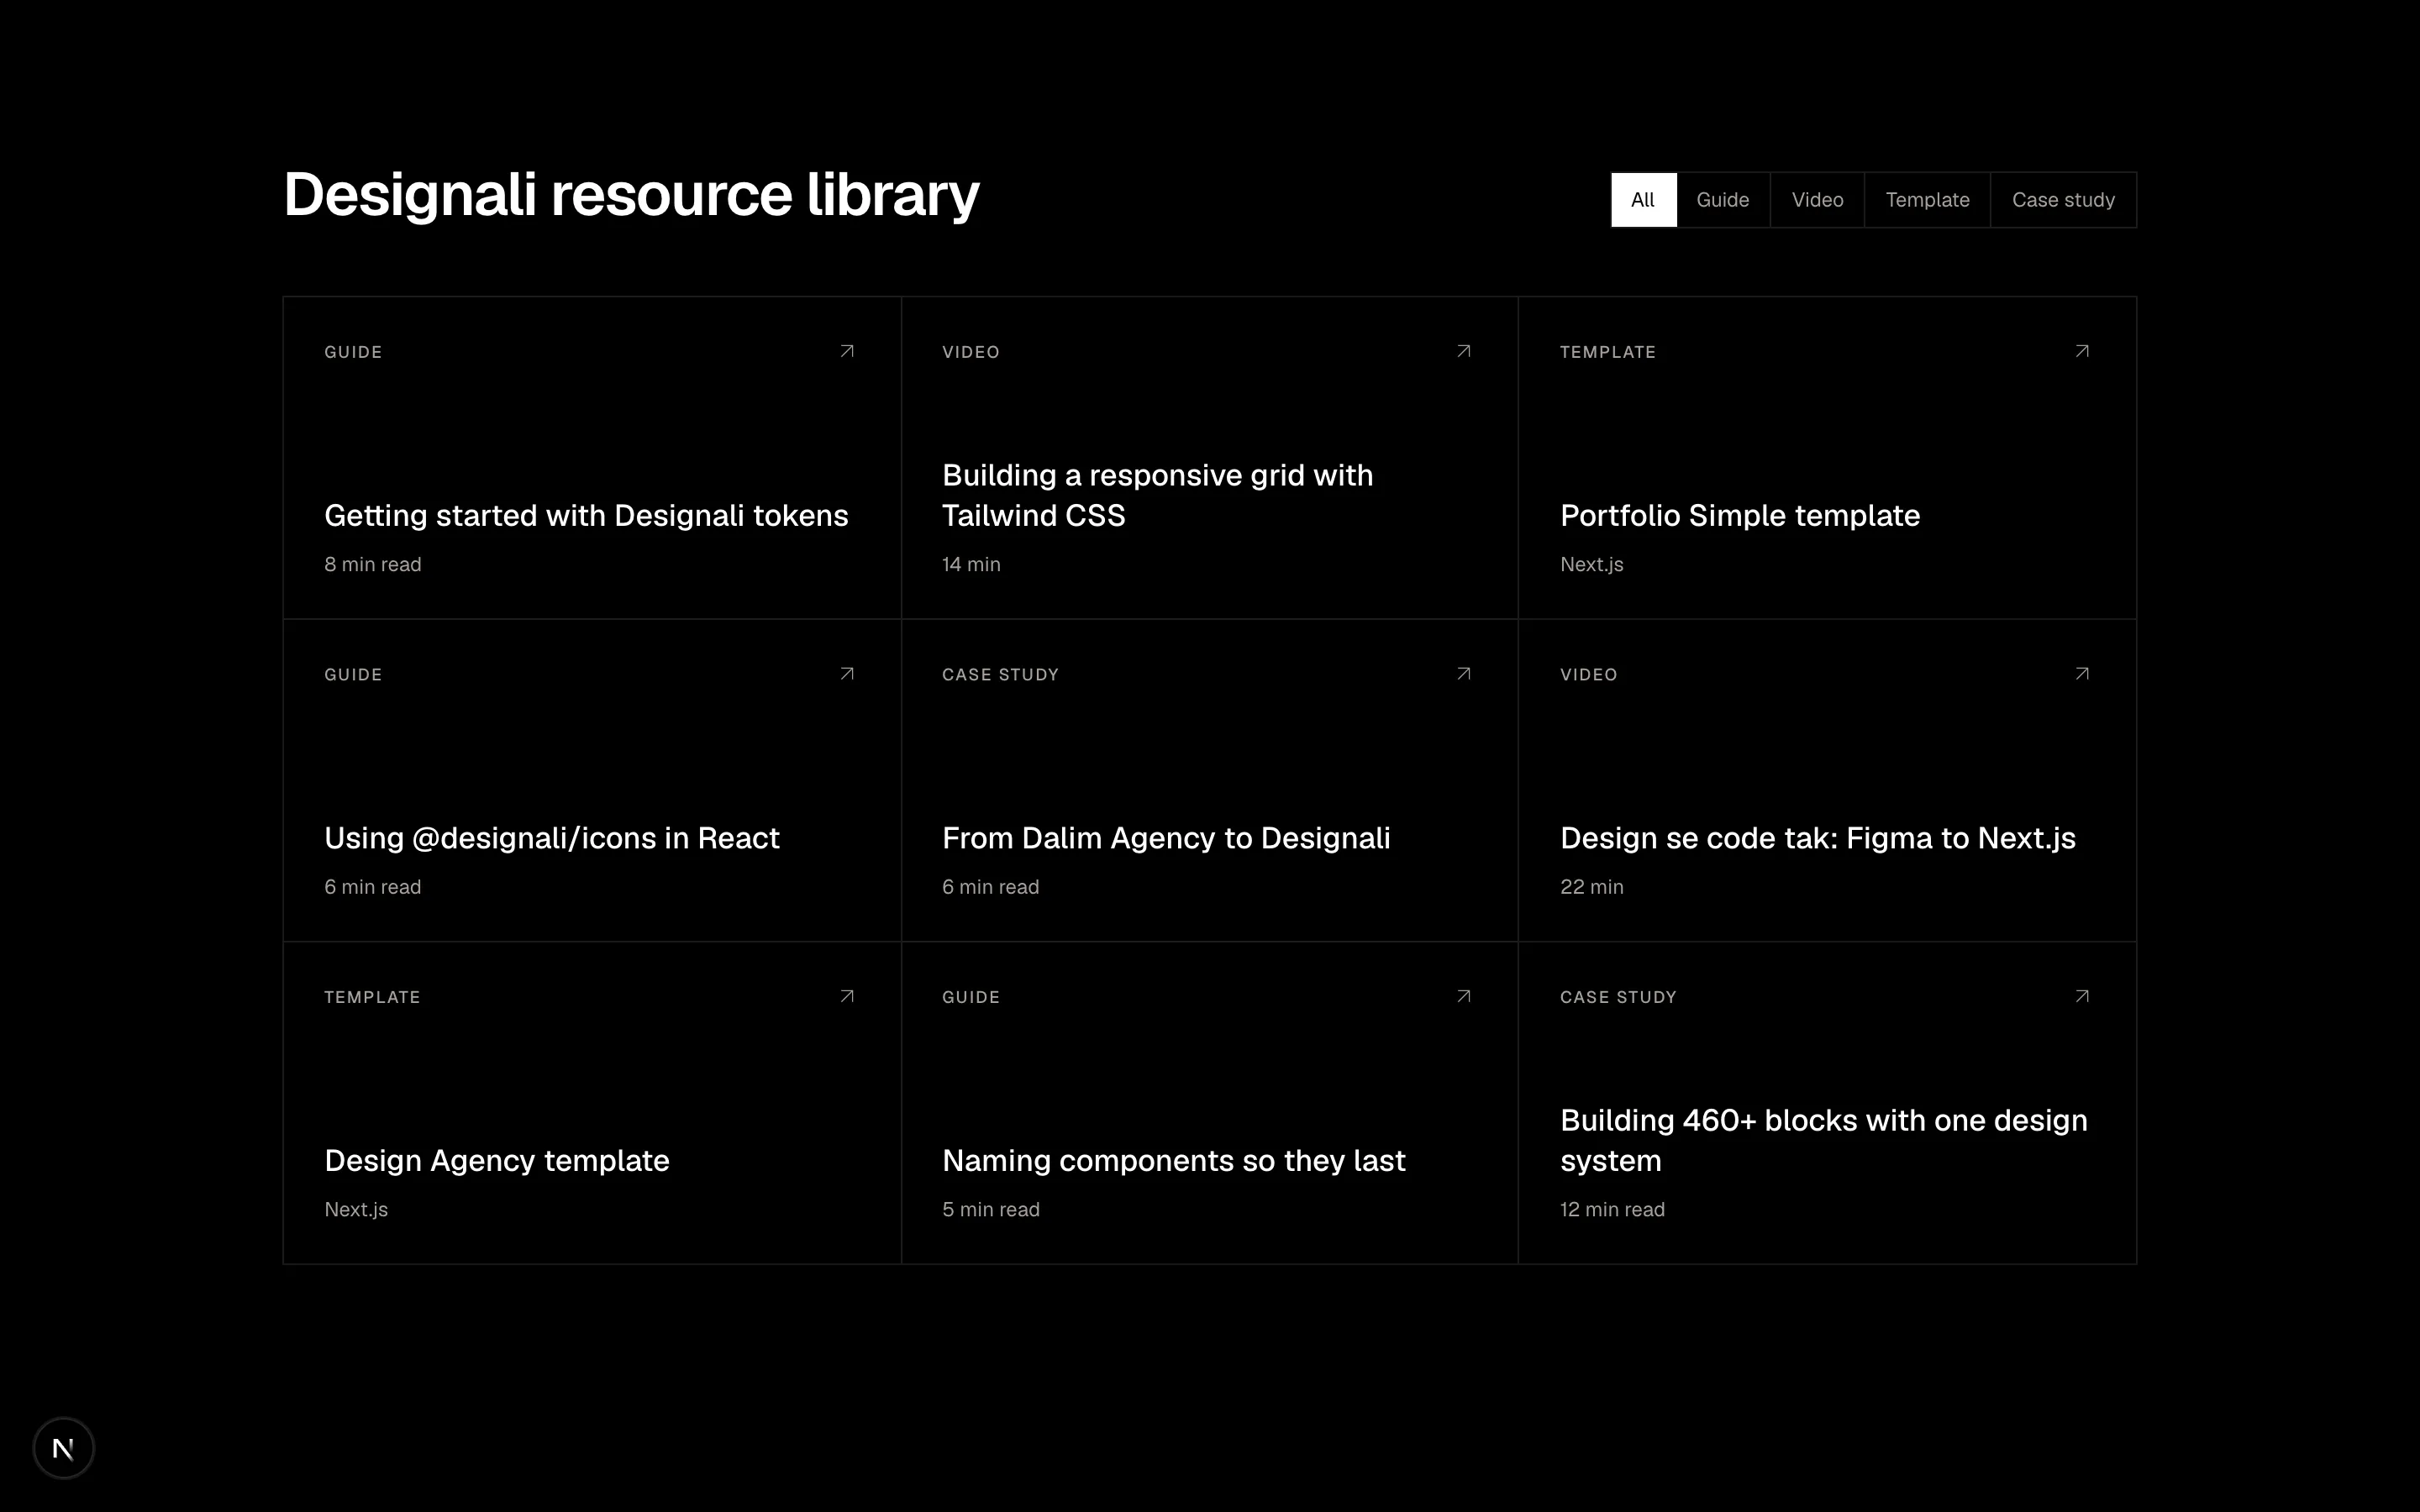 Designali resource library
All
Guide
Video
Template
Case study
GUIDE
Getting started with Designali tokens
8 min read
VIDEO
Building a responsive grid with
Tailwind CSS
14 min
TEMPLATE
Portfolio Simple template
Next.js
GUIDE
Using @designali/icons in React
6 min read
CASE STUDY
From Dalim Agency to Designali
6 min read
VIDEO
Design se code tak: Figma to Next.js
22 min
TEMPLATE
Design Agency template
Next.js
GUIDE
Naming components so they last
5 min read
CASE STUDY
Building 460+ blocks with one design
system
12 min read
N